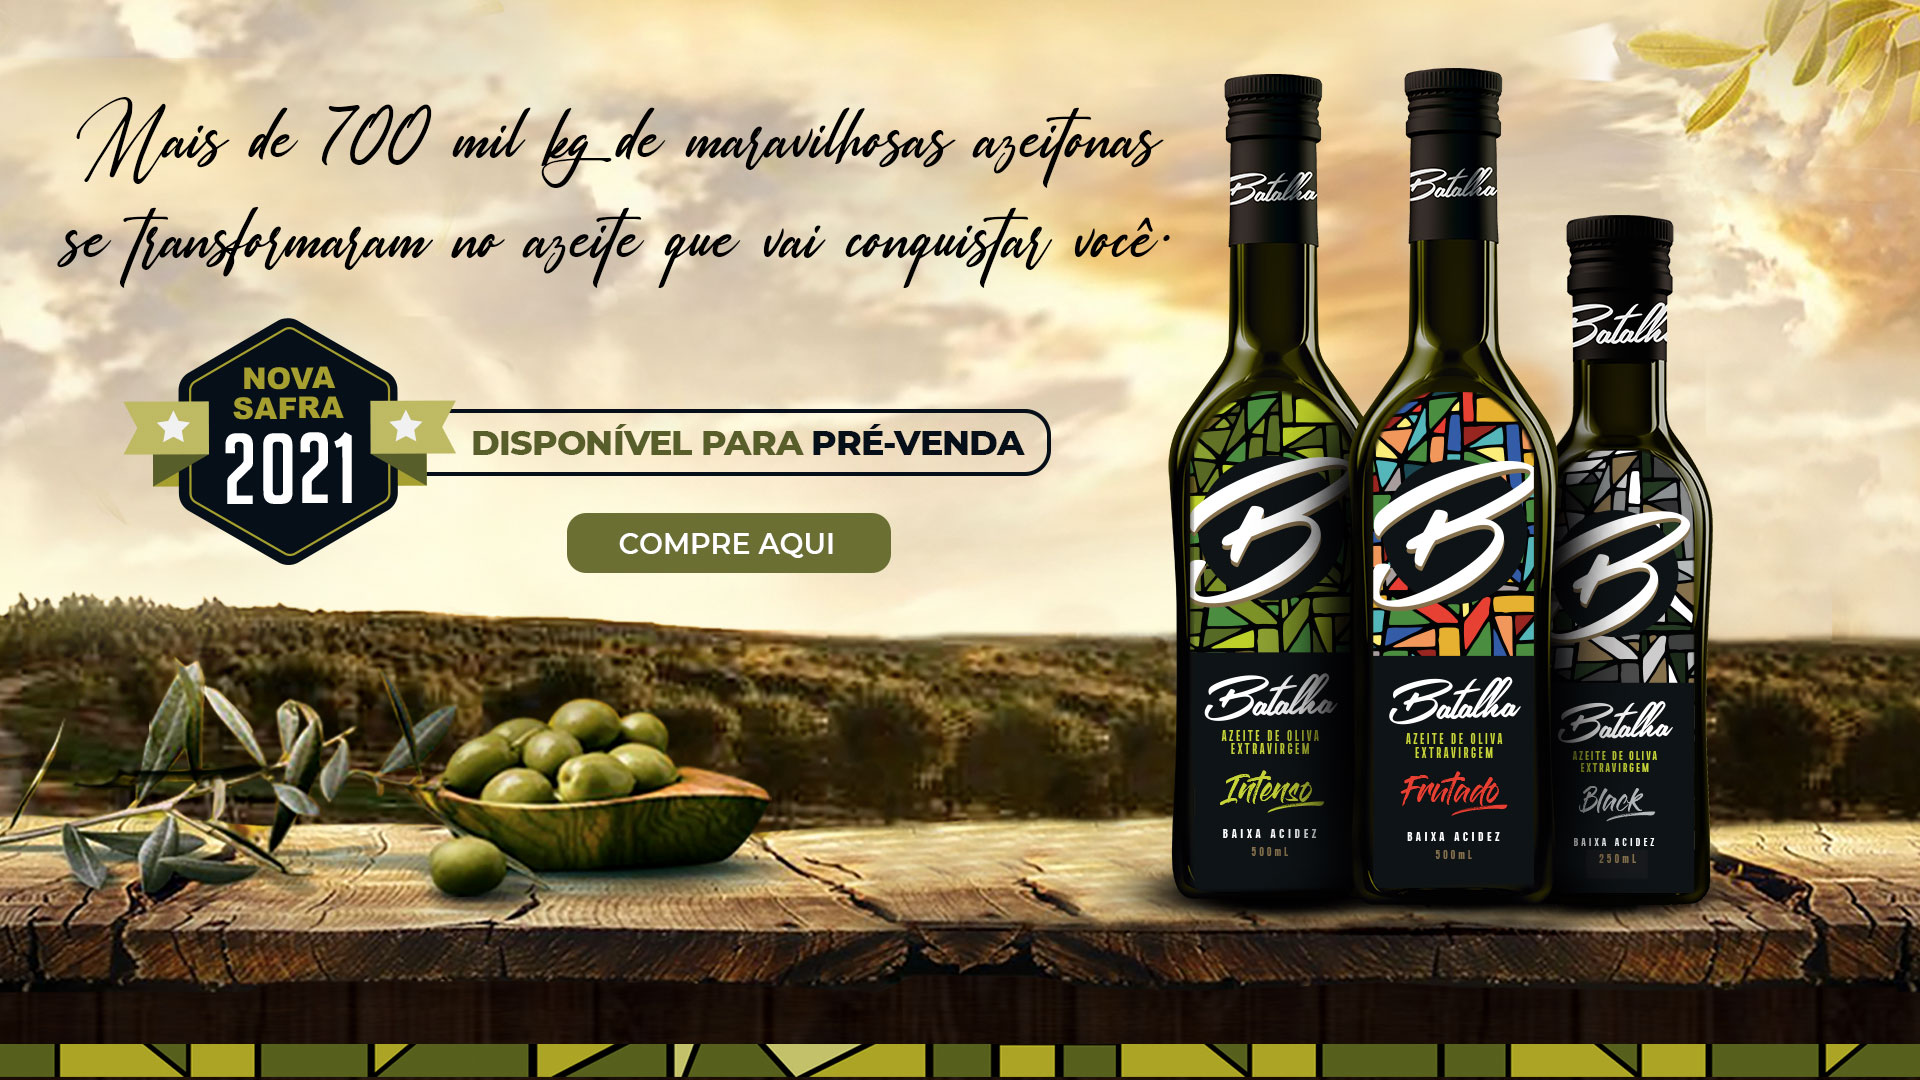 Mais de 700 mil kg de maravilhosas azeitonas
se transformaram no azeite que vai conquistar você.
NOVA
SAFRA
2021
DISPONÍVEL PARA PRÉ-VENDA
COMPRE AQUI
Batalha
B
Batalha
AZEITE DE OLIVA
EXTRAVIRGEM
Intenso
BAIXA ACIDEZ
500mL
Batalha
B
Batalha
AZEITE DE OLIVA
EXTRAVIRGEM
Frutado
BAIXA ACIDEZ
500mL
Batalh
B
Batalha
AZEITE DE OLIVA
EXTRAVIRGEM
Black
BAIXA ACIDEZ
250mL